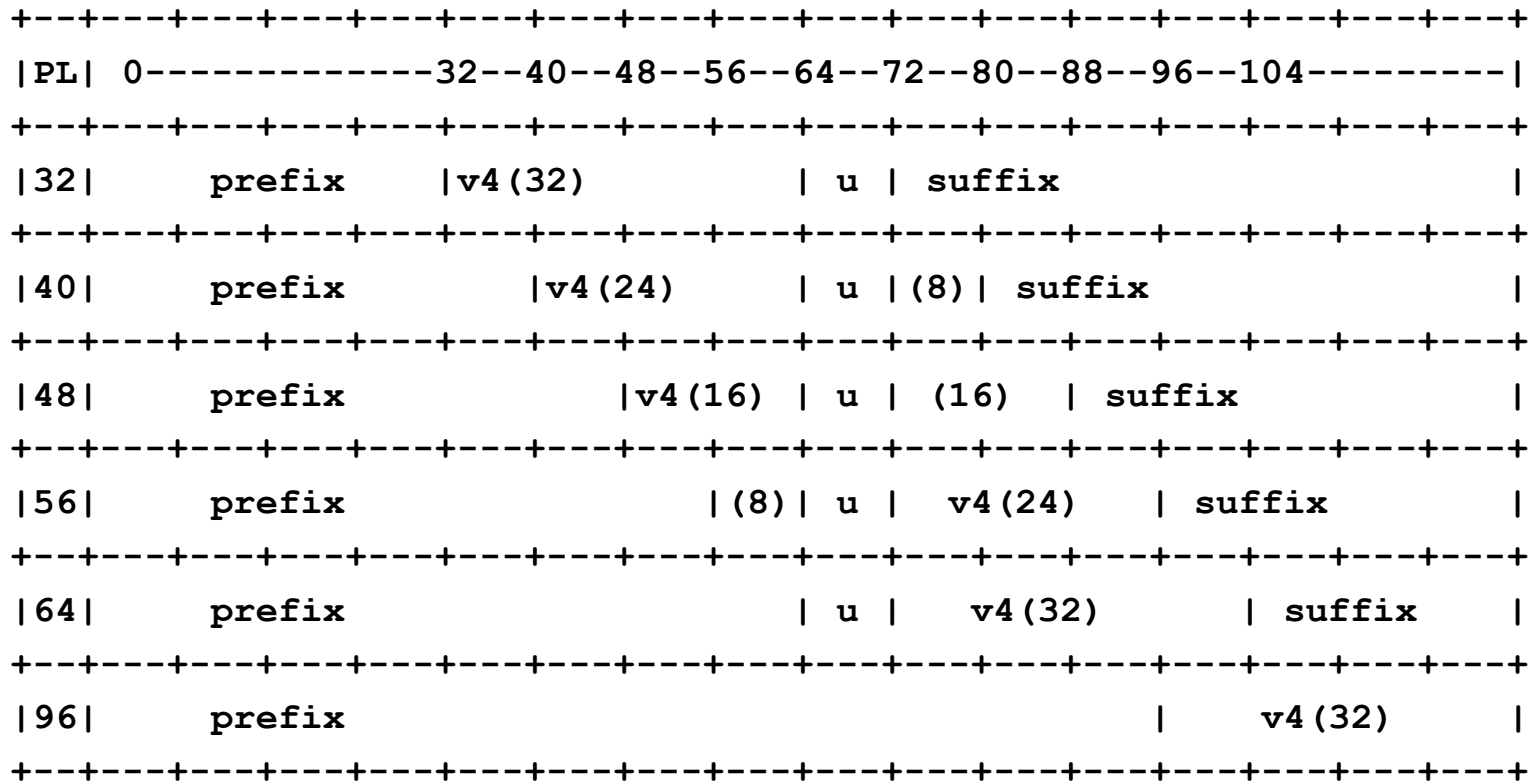 +--+---+---+---+---+---+---+---+---+---+---+---+---+---+---+---+---+
|PL| 0-------------32--40--48--56--64--72--80--88--96--104---------|
+--+---+---+---+---+---+---+---+---+---+---+---+---+---+---+---+---+
|32|     prefix    |v4(32)         | u | suffix                    |
+--+---+---+---+---+---+---+---+---+---+---+---+---+---+---+---+---+
|40|     prefix        |v4(24)     | u |(8)| suffix                |
+--+---+---+---+---+---+---+---+---+---+---+---+---+---+---+---+---+
|48|     prefix            |v4(16) | u | (16)  | suffix            |
+--+---+---+---+---+---+---+---+---+---+---+---+---+---+---+---+---+
|56|     prefix                |(8)| u |  v4(24)   | suffix        |
+--+---+---+---+---+---+---+---+---+---+---+---+---+---+---+---+---+
|64|     prefix                    | u |   v4(32)      | suffix    |
+--+---+---+---+---+---+---+---+---+---+---+---+---+---+---+---+---+
|96|     prefix                                    |    v4(32)     |
+--+---+---+---+---+---+---+---+---+---+---+---+---+---+---+---+---+